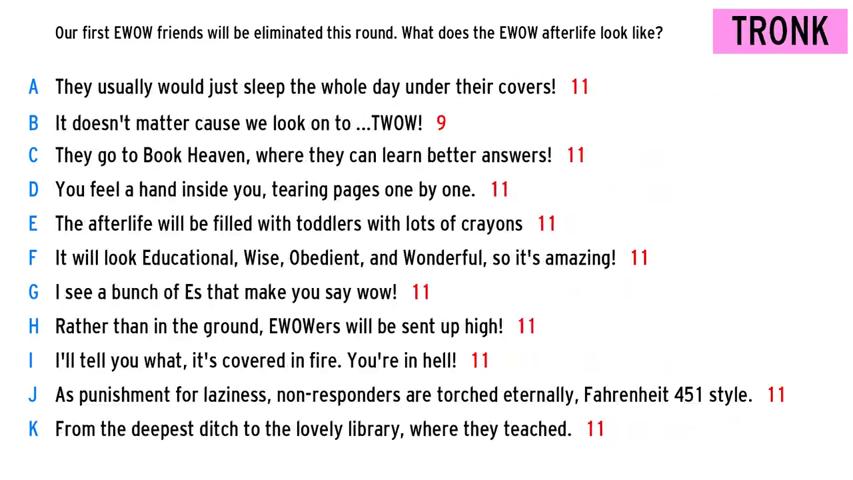 Our first EWOW friends will be eliminated this round. What does the EWOW afterlife look like?
TRONK
A They usually would just sleep the whole day under their covers! 11
B It doesn't matter cause we look on to ...TWOW! 9
C They go to Book Heaven, where they can learn better answers! 11
D You feel a hand inside you, tearing pages one by one. 11
E The afterlife will be filled with toddlers with lots of crayons 11
F It will look Educational, Wise, Obedient, and Wonderful, so it's amazing! 11
G I see a bunch of Es that make you say wow! 11
H Rather than in the ground, EWOWers will be sent up high! 11
I I'll tell you what, it's covered in fire. You're in hell! 11
J As punishment for laziness, non-responders are torched eternally, Fahrenheit 451 style. 11
K From the deepest ditch to the lovely library, where they teached. 11